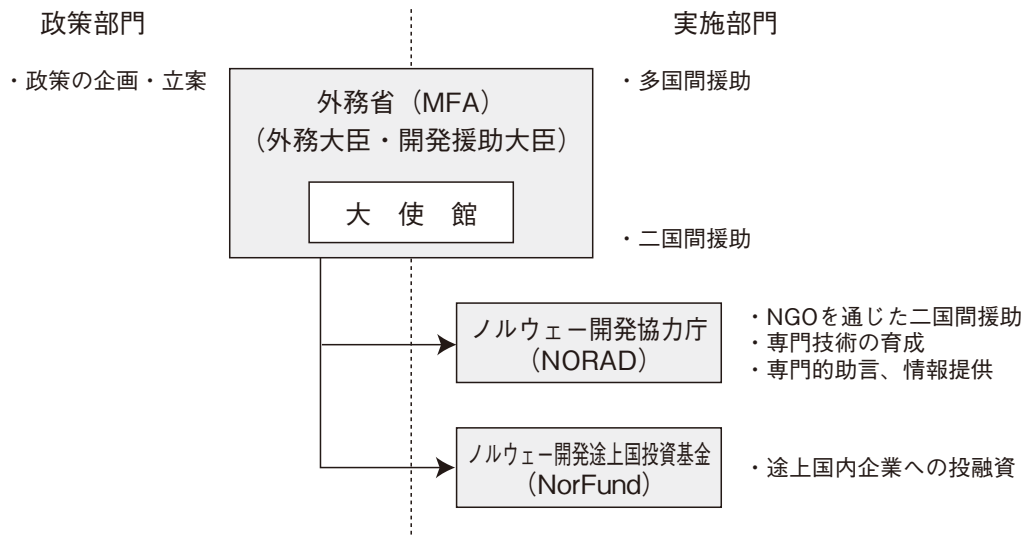 政策部門
実施部門
・政策の企画・立案
外務省（MFA）
（外務大臣・開発援助大臣）
大 使 館
・多国間援助
・二国間援助
ノルウェー開発協力庁
（NORAD）
・NGOを通じた二国間援助
・専門技術の育成
・専門的助言、情報提供
ノルウェー開発途上国投資基金
（NorFund）
・途上国内企業への投融資